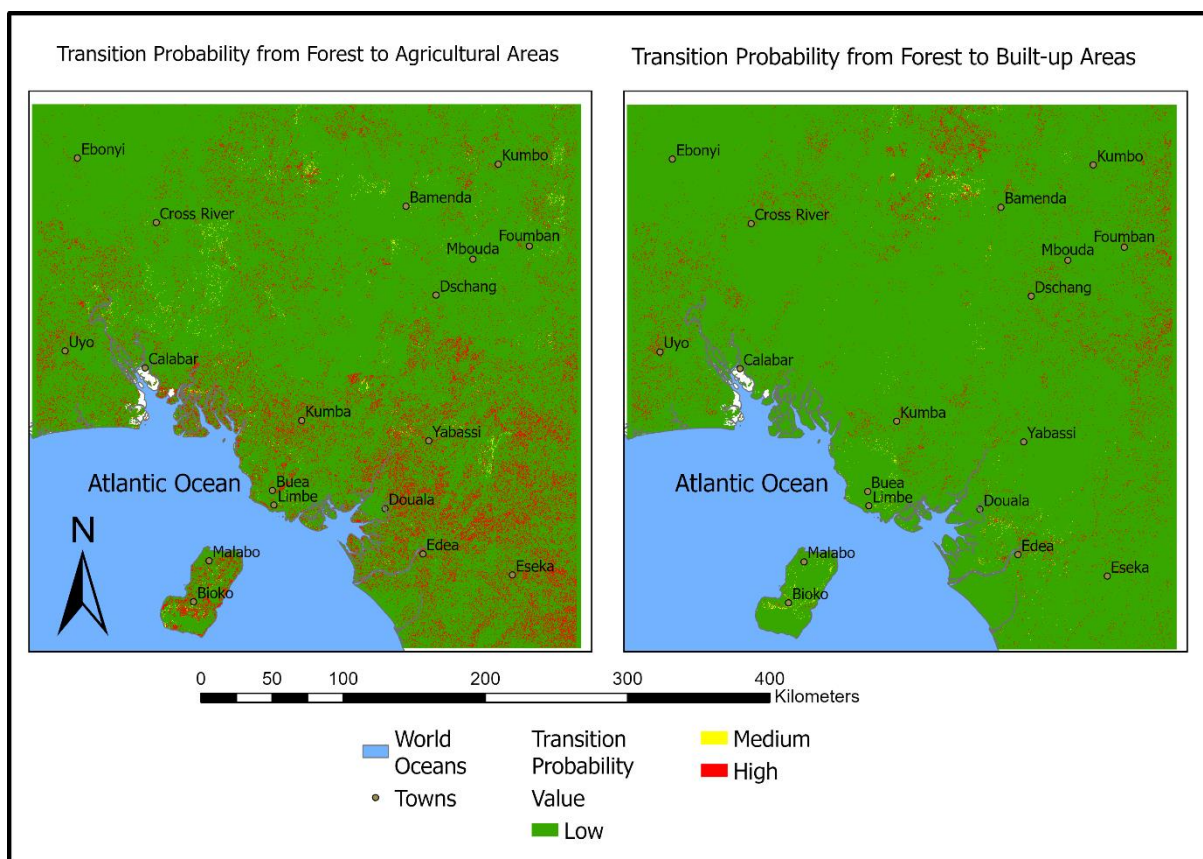 Transition Probability from Forest to Agricultural Areas
Ebonyi
Kumbo
Bamenda
Cross River
Foumban
Mbouda
Dschang
Uyo
Calabar
Kumba
Yabassi
Atlantic Ocean
Buea
Limbe
Douala
N
Malabo
Edea
Eseka
Bioko
Transition Probability from Forest to Built-up Areas
Ebonyi
Kumbo
Bamenda
Cross River
Foumban
Mbouda
Dschang
Uyo
Calabar
Kumba
Yabassi
Atlantic Ocean
Buea
Limbe
Douala
Malabo
Edea
Eseka
Bioko
0 50 100 200 300 400
Kilometers
World
Oceans
Towns
Transition
Probability
Value
Low
Medium
High